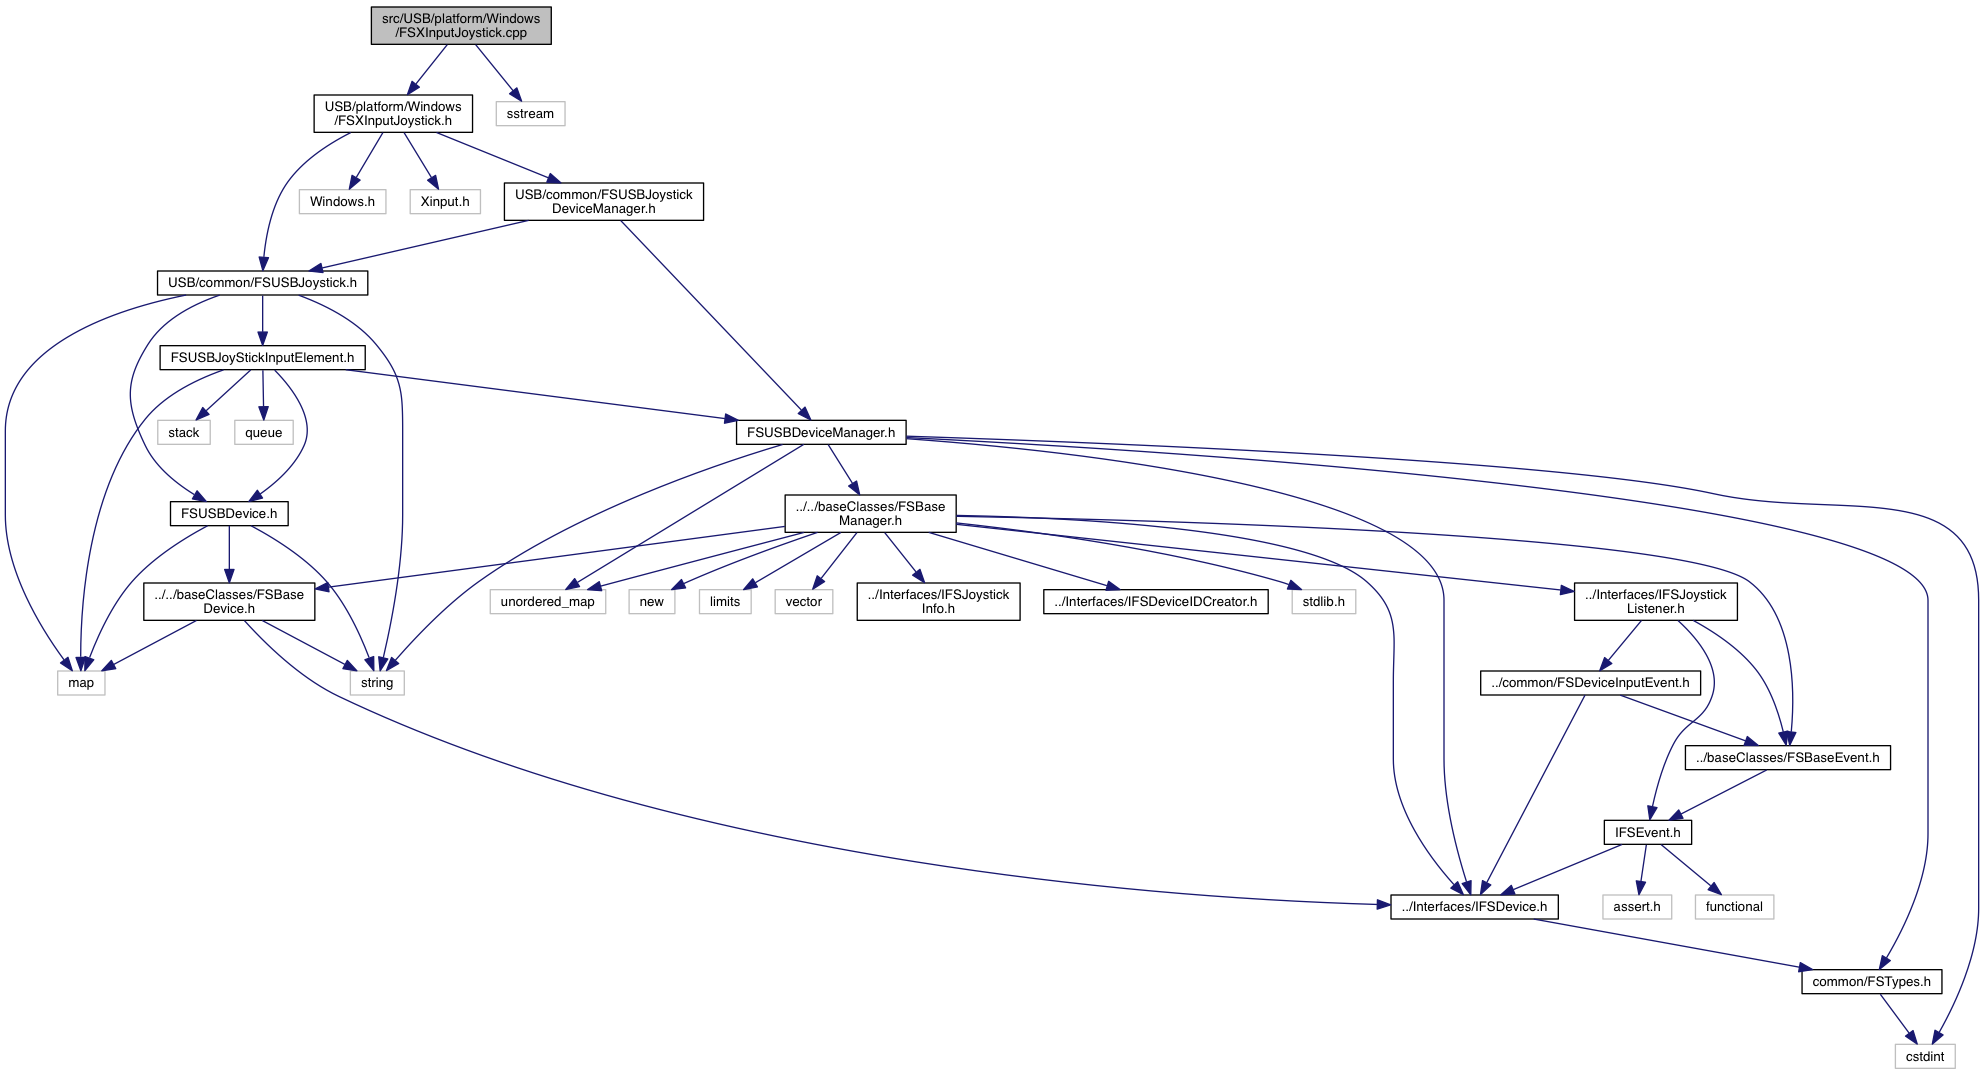 src/USB/platform/Windows
/FSXInputJoystick.cpp
USB/platform/Windows
/FSXInputJoystick.h
sstream
Windows.h
Xinput.h
USB/common/FSUSBJoystick
DeviceManager.h
USB/common/FSUSBJoystick.h
FSUSBJoyStickInputElement.h
stack
queue
FSUSBDeviceManager.h
FSUSBDevice.h
../../baseClasses/FSBase
Manager.h
../../baseClasses/FSBase
Device.h
unordered_map
new
limits
vector
../Interfaces/IFSJoystick
Info.h
../Interfaces/IFSDeviceIDCreator.h
stdlib.h
../Interfaces/IFSJoystick
Listener.h
map
string
../common/FSDeviceInputEvent.h
../baseClasses/FSBaseEvent.h
IFSEvent.h
../Interfaces/IFSDevice.h
assert.h
functional
common/FSTypes.h
cstdint